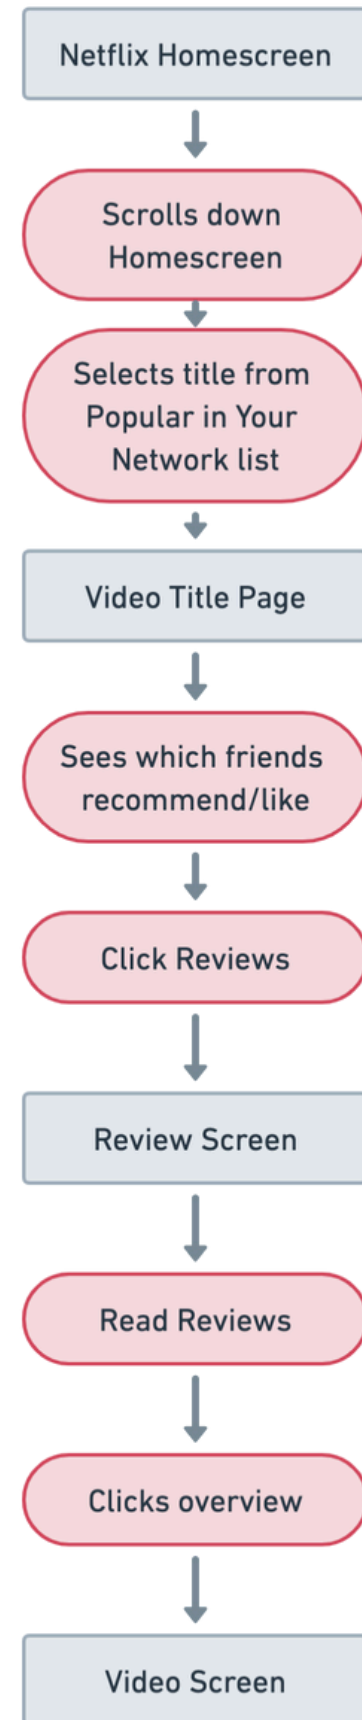 Netflix Homescreen
Scrolls down
Homescreen
Selects title from
Popular in Your
Network list
Video Title Page
Sees which friends
recommend/like
Click Reviews
Review Screen
Read Reviews
Clicks overview
Video Screen